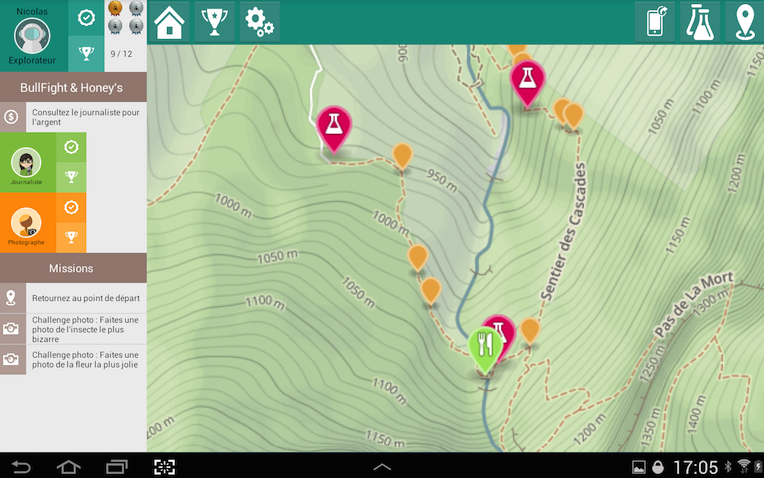 Nicolas
Explorateur
9 / 12
BullFight & Honey's
Consultez le journaliste pour
l'argent
Journaliste
Photographe
Missions
Retournez au point de départ
Challenge photo : Faites une
photo de l'insecte le plus
bizarre
Challenge photo : Faites une
photo de la fleur la plus jolie
900
1150
1100 m
1050 m
1200 m
950 m
1000 m
1000 m
1150 m
1050 m
Sentier des Cascades
1050 m
1100 m
Pas de La Mort
1300 m
1250 m
1100 m
1400 m
1350 m
1200 m
00 m
1150 m
17:05